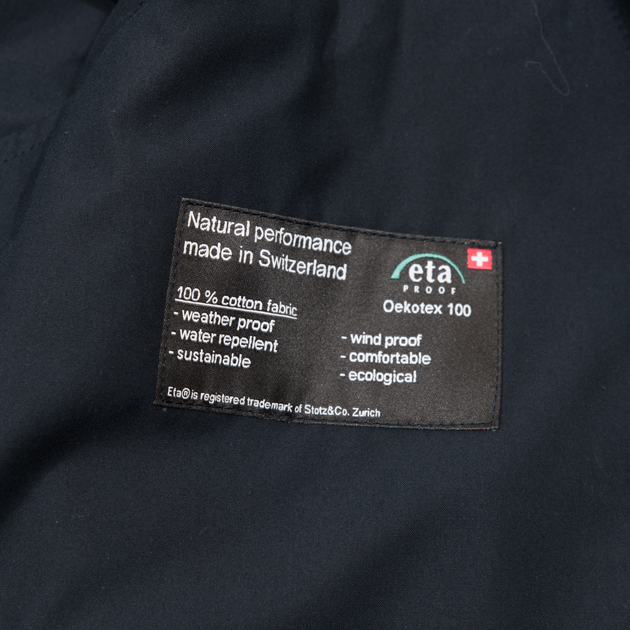 Natural performance
made in Switzerland
eta
PROOF
Oekotex 100
100 % cotton fabric
- weather proof
- water repellent
- sustainable
- wind proof
- comfortable
- ecological
Eta® is registered trademark of Stotz&Co. Zurich